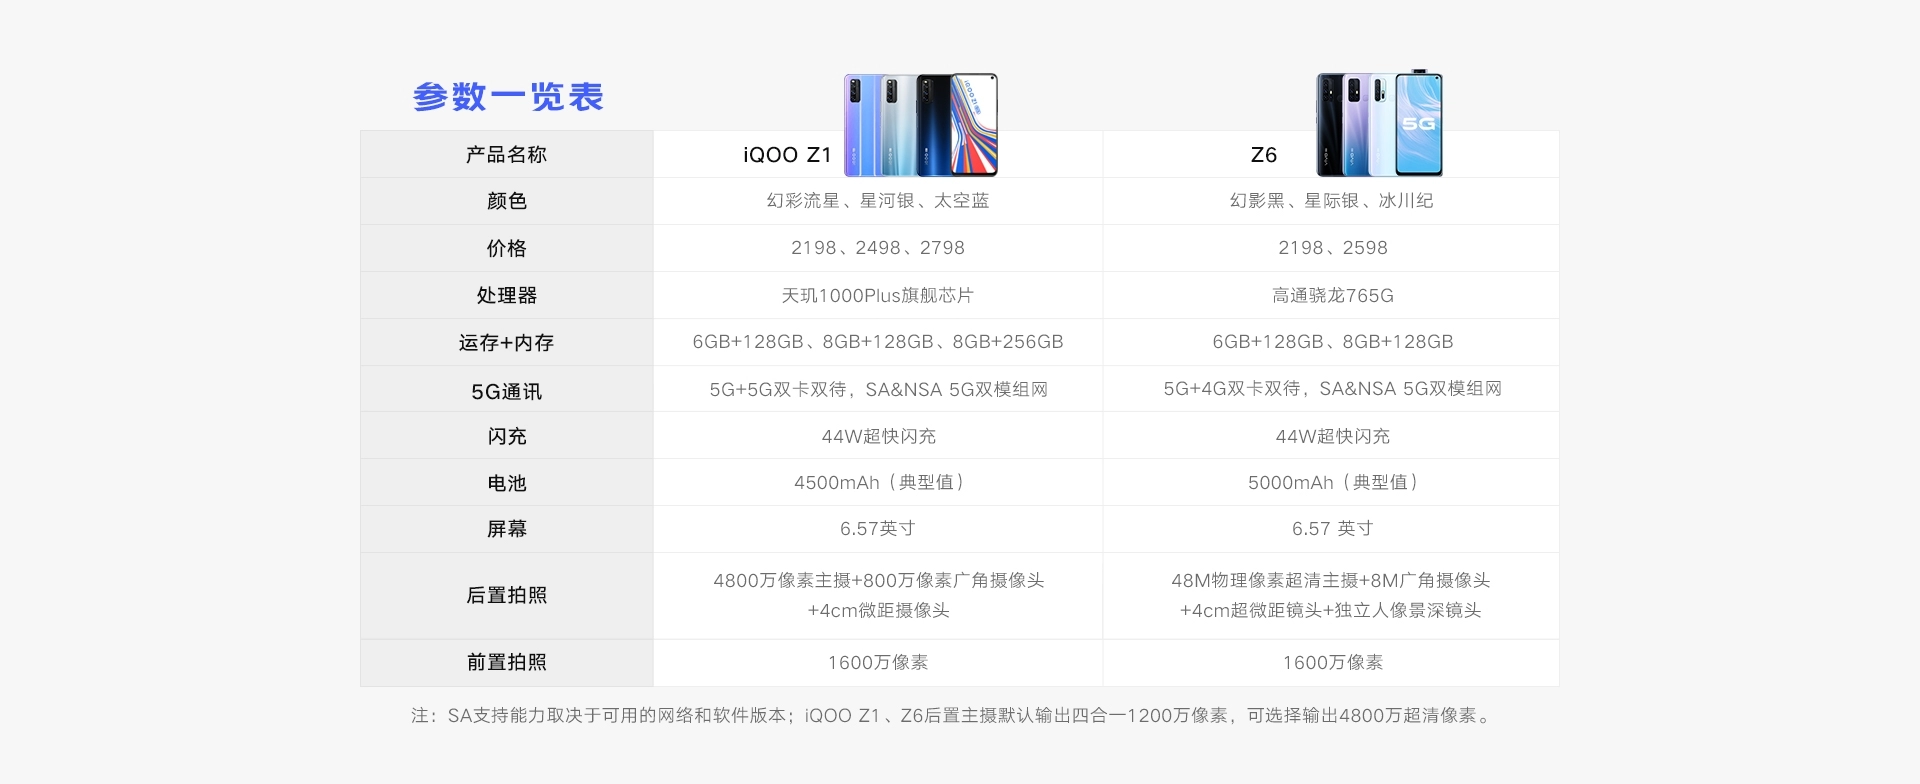 参数一览表
产品名称 iQOO Z1 Z6
5G
颜色 幻彩流星、星河银、太空蓝 幻影黑、星际银、冰川纪
价格 2198、2498、2798 2198、2598
处理器 天玑1000Plus旗舰芯片 高通骁龙765G
运存+内存 6GB+128GB、8GB+128GB、8GB+256GB 6GB+128GB、8GB+128GB
5G通讯 5G+5G双卡双待，SA&NSA 5G双模组网 5G+4G双卡双待，SA&NSA 5G双模组网
闪充 44W超快闪充 44W超快闪充
电池 4500mAh（典型值） 5000mAh（典型值）
屏幕 6.57英寸 6.57 英寸
后置拍照 4800万像素主摄+800万像素广角摄像头 48M物理像素超清主摄+8M广角摄像头
+4cm微距摄像头 +4cm超微距镜头+独立人像景深镜头
前置拍照 1600万像素 1600万像素
注：SA支持能力取决于可用的网络和软件版本；iQOO Z1、Z6后置主摄默认输出四合一1200万像素，可选择输出4800万超清像素。